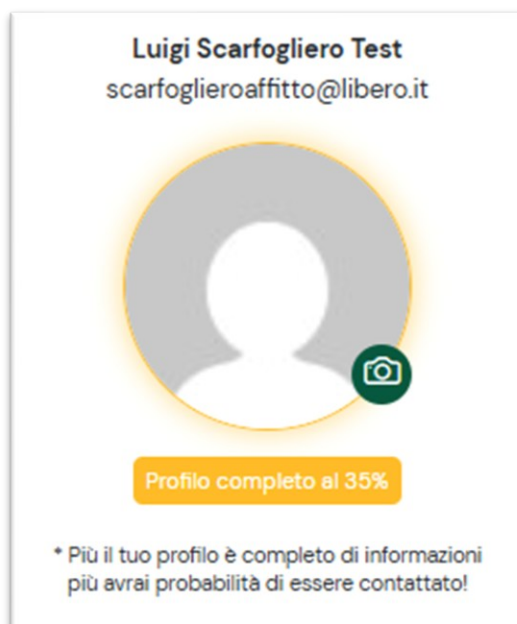 Luigi Scarfogliero Test
scarfoglieroaffitto@libero.it
Profilo completo al 35%
* Più il tuo profilo è completo di informazioni
più avrai probabilità di essere contattato!